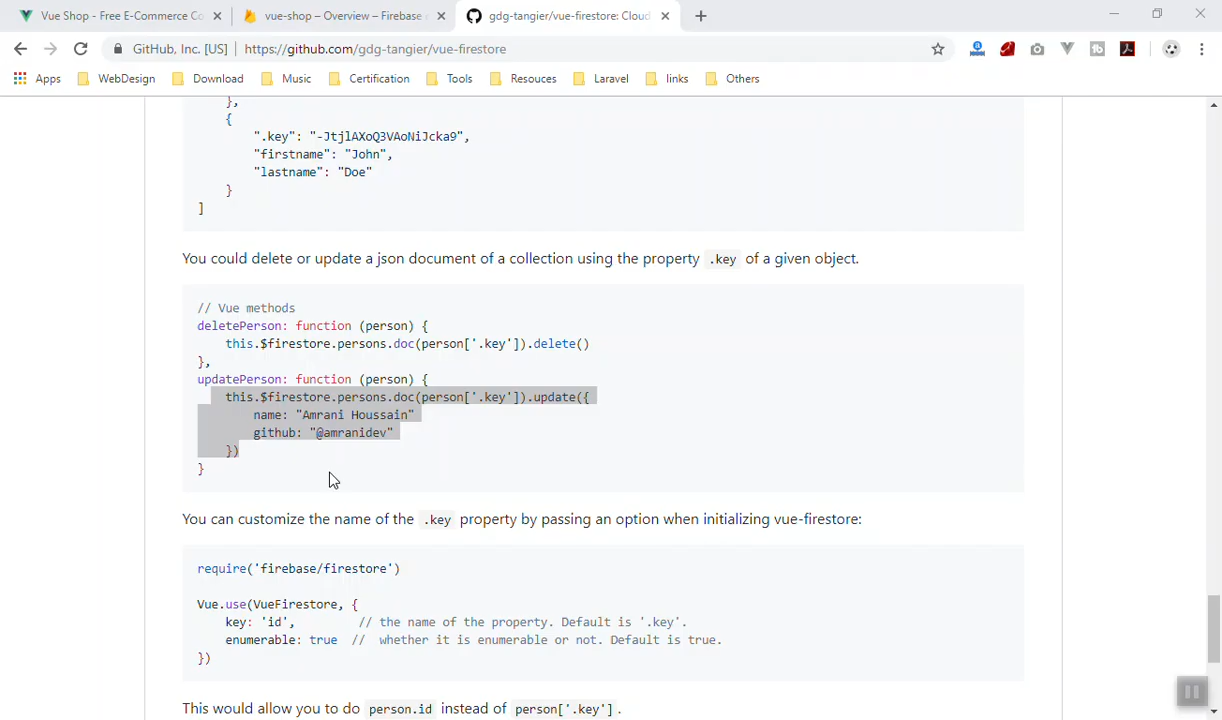 Vue Shop - Free E-Commerce Co
vue-shop – Overview – Firebase
gdg-tangier/vue-firestore: Cloud
GitHub, Inc. [US] | https://github.com/gdg-tangier/vue-firestore
Apps WebDesign Download Music Certification Tools Resouces Laravel links Others
},
{
".key": "-JtjlAXoQ3VAoNiJcka9",
"firstname": "John",
"lastname": "Doe"
}
]
You could delete or update a json document of a collection using the property .key of a given object.
// Vue methods
deletePerson: function (person) {
this.$firestore.persons.doc(person['.key']).delete()
},
updatePerson: function (person) {
this.$firestore.persons.doc(person['.key']).update({
name: "Amrani Houssain"
github: "@amranidev"
})
}
You can customize the name of the .key property by passing an option when initializing vue-firestore:
require('firebase/firestore')
Vue.use(VueFirestore, {
key: 'id', // the name of the property. Default is '.key'.
enumerable: true // whether it is enumerable or not. Default is true.
})
This would allow you to do person.id instead of person['.key'].